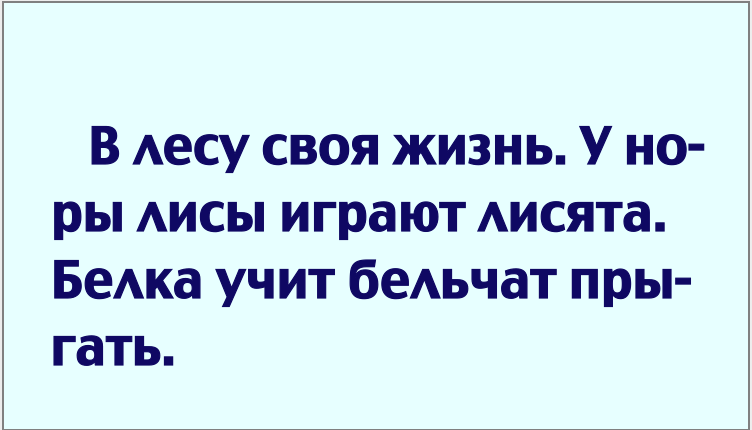 В лесу своя жизнь. У но-
ры лисы играют лисята.
Белка учит бельчат пры-
гать.